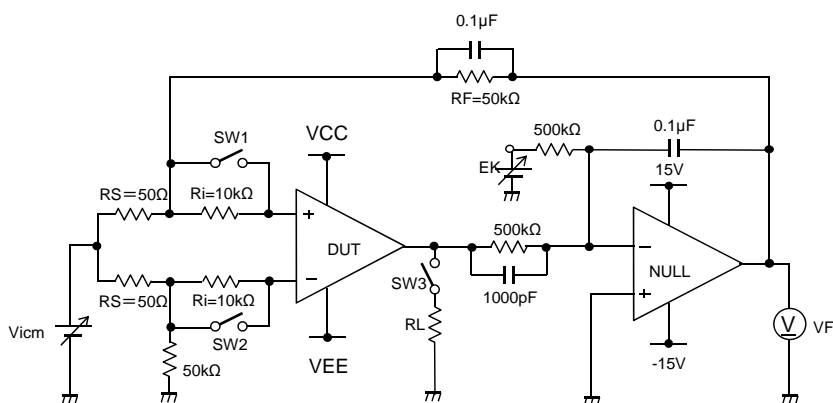 0.1μF
RF=50kΩ
SW1
VCC
500kΩ
0.1μF
EK
15V
RS=50Ω
Ri=10kΩ
+
DUT
−
500kΩ
−
NULL
+
SW3
1000pF
RS=50Ω
Ri=10kΩ
Vicm
SW2
RL
V
VF
50kΩ
VEE
-15V